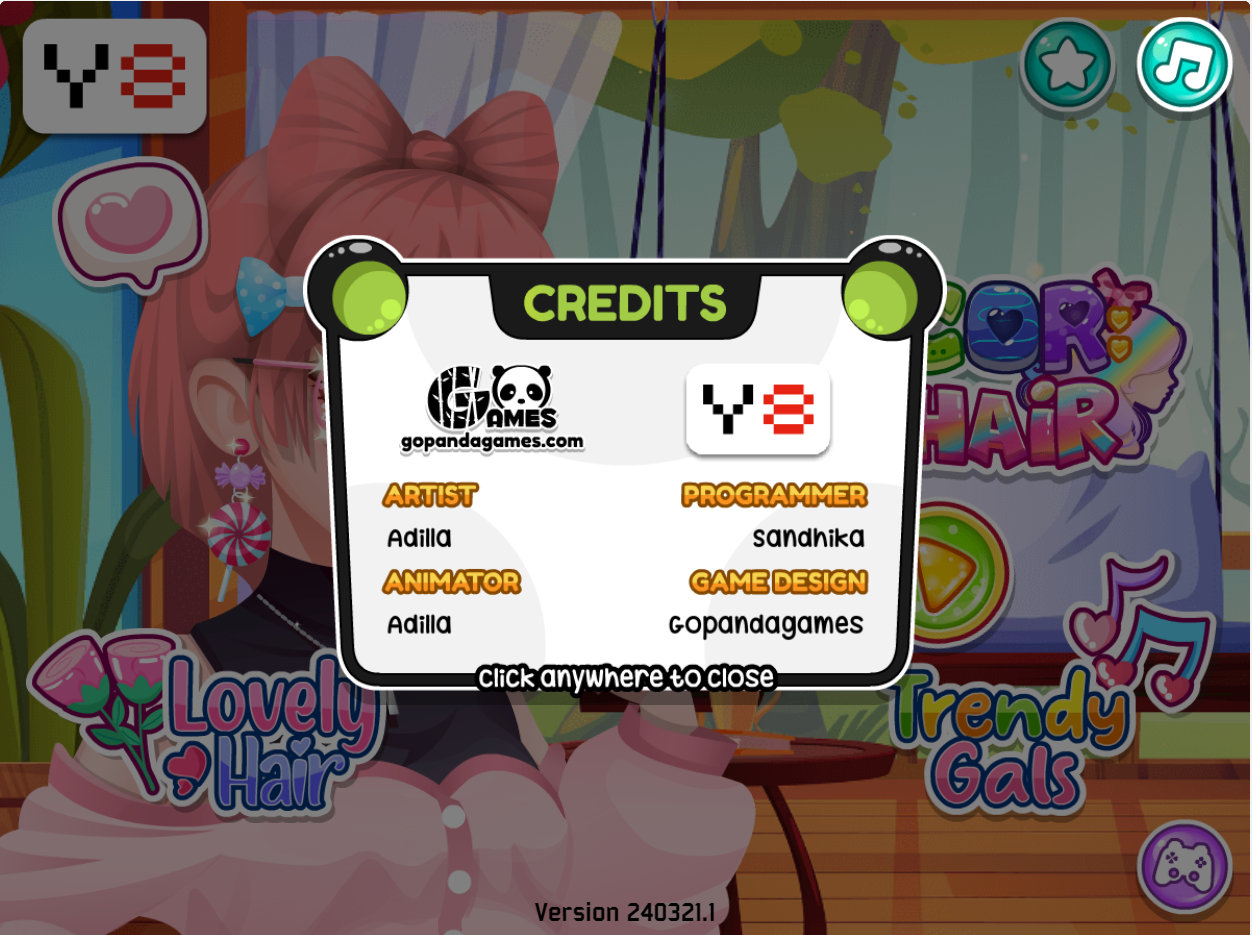 Y8
CREDITS
GAMES
gopandagames.com
Y8
ARTIST
PROGRAMMER
Adilla
sandhika
ANIMATOR
GAME DESIGN
Adilla
Gopandagames
click anywhere to close
HAiR
Lovely
Hair
Trendy
Gals
Version 240321.1